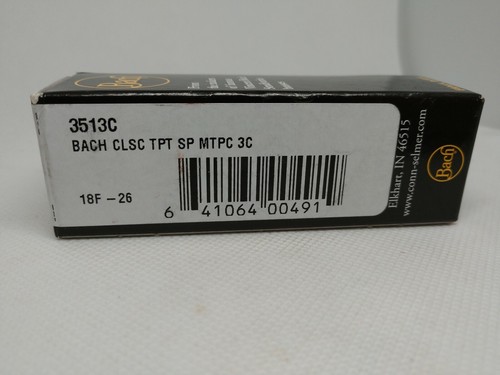 Bach
3513C
BACH CLSC TPT SP MTPC 3C
18F - 26
6 41064 00491
Elkhart, IN 46515
www.conn-selmer.com
Bach